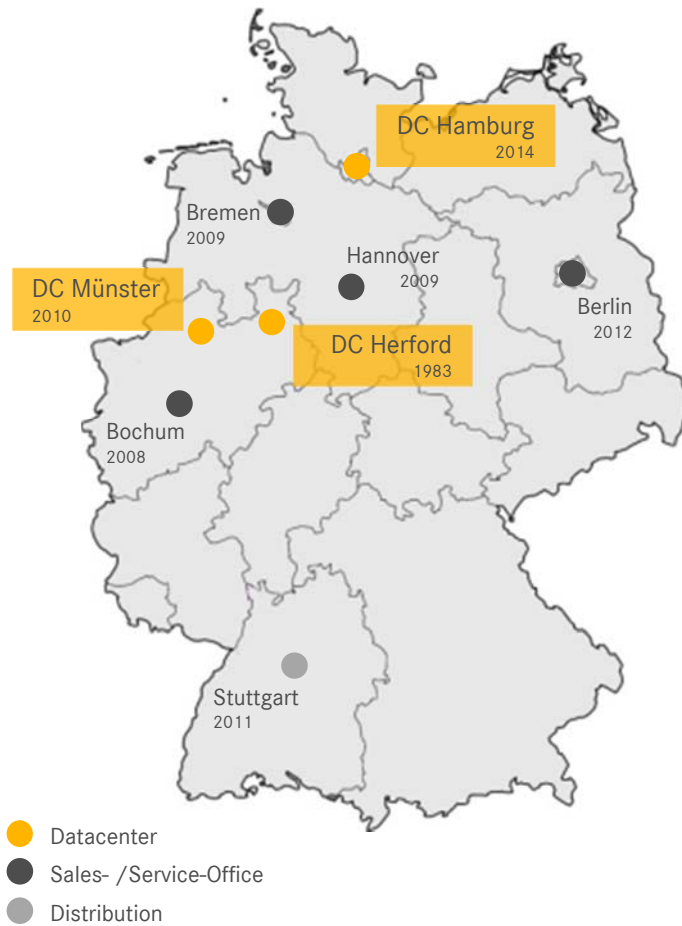 DC Hamburg
2014
Bremen
2009
Hannover
2009
DC Münster
2010
Berlin
2012
DC Herford
1983
Bochum
2008
Stuttgart
2011
Datacenter
Sales- /Service-Office
Distribution